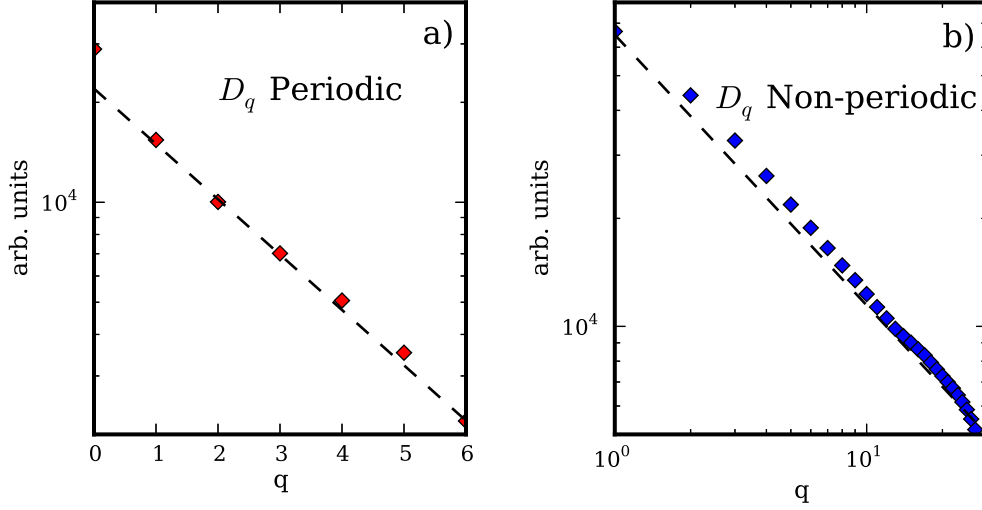 a)
D_q Periodic
10^4
arb. units
0 1 2 3 4 5 6
q
b)
D_q Non-periodic
10^4
arb. units
10^0 10^1
q